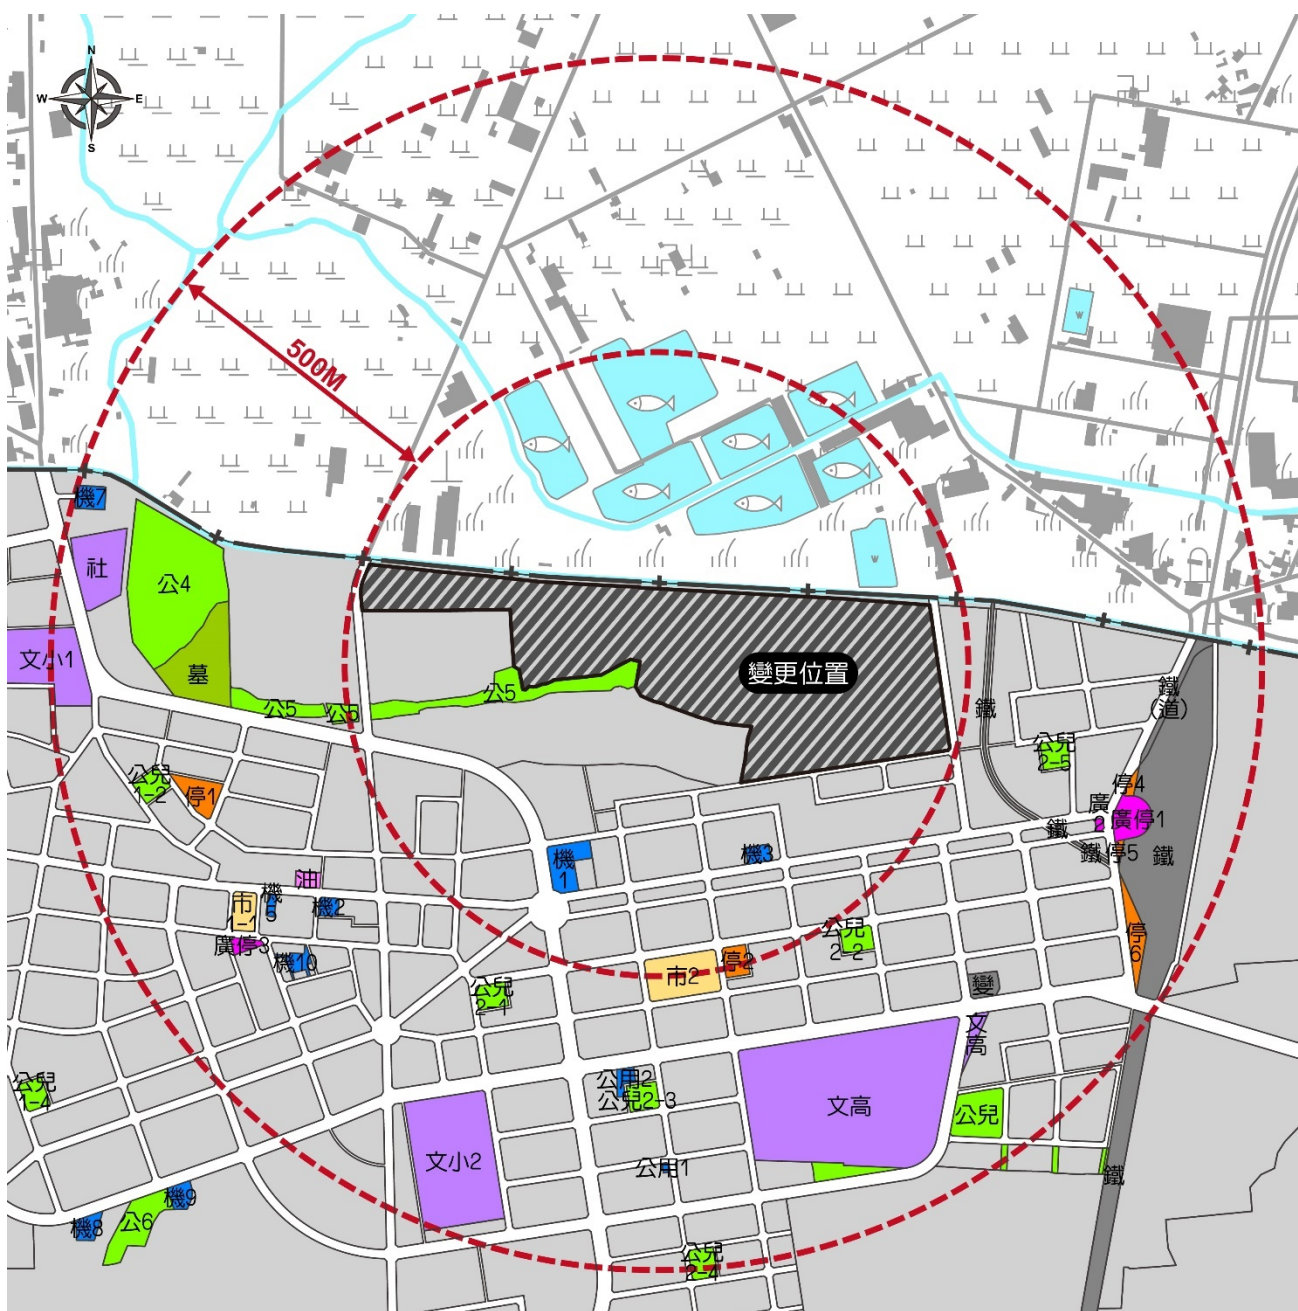 N
W
E
S
500M
機7
社
公4
文小1
墓
公5
公5
公5
變更位置
鐵
鐵
(道)
公兒
2-5
公兒
1-2
停1
停4
廣
2
廣停1
鐵
鐵停5
鐵
機
1
機3
油
市
1-1
機
5
機2
廣停3
機10
公兒
2-1
市2
停2
公兒
2-2
停
6
變
文
高
公兒
1-4
公用2
公兒2-3
文高
公兒
文小2
公用1
鐵
機9
機8
公6
公兒
2-4